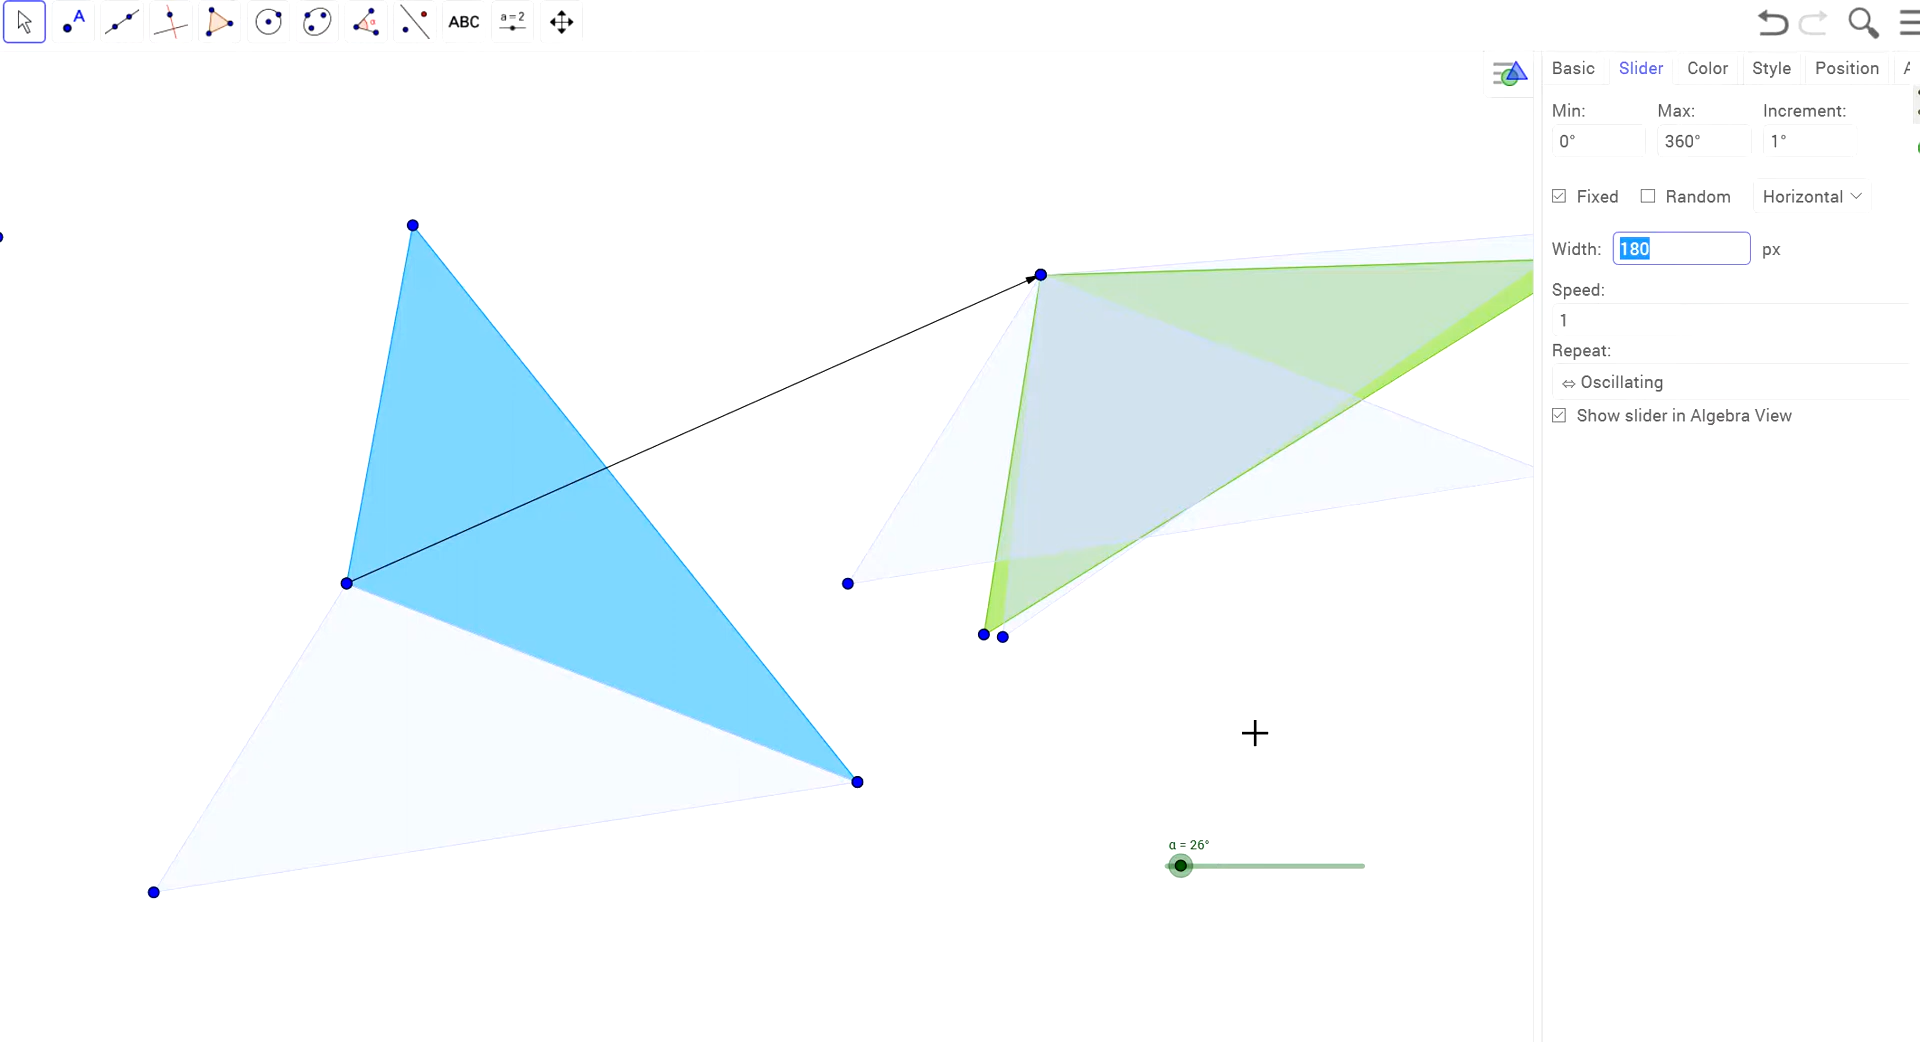 A
ABC
a=2
α
Basic Slider Color Style Position
Min: Max: Increment:
0° 360° 1°
Fixed Random Horizontal
Width: 180 px
Speed:
1
Repeat:
⇔ Oscillating
Show slider in Algebra View
α = 26°